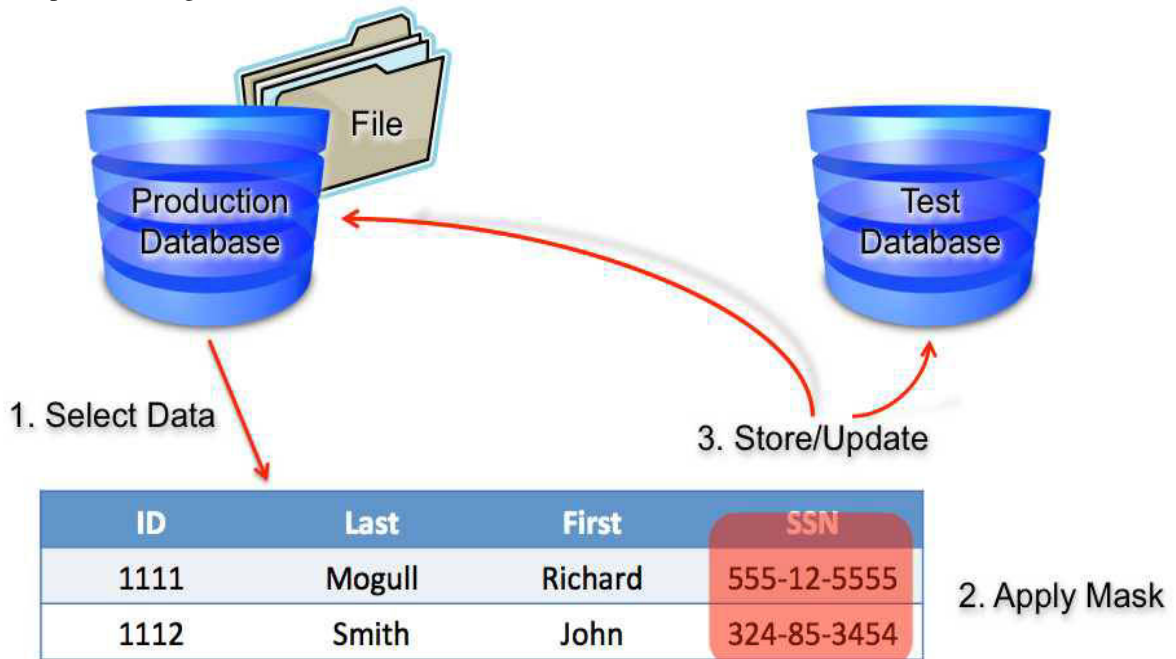 File
Production
Database
Test
Database
1. Select Data
3. Store/Update
ID Last First SSN
1111 Mogull Richard 555-12-5555
2. Apply Mask
1112 Smith John 324-85-3454